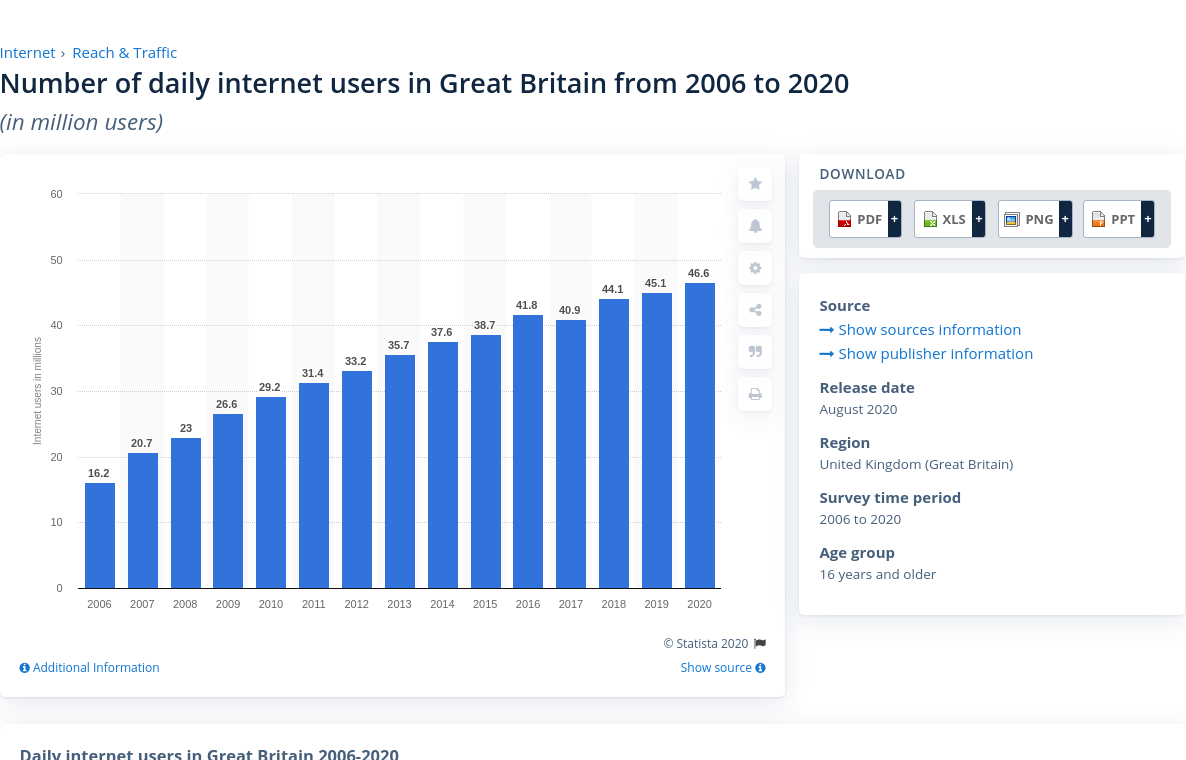 Internet › Reach & Traffic
Number of daily internet users in Great Britain from 2006 to 2020
(in million users)
60
50
40
30
20
10
0
Internet users in millions
16.2
20.7
23
26.6
29.2
31.4
33.2
35.7
37.6
38.7
41.8
40.9
44.1
45.1
46.6
2006 2007 2008 2009 2010 2011 2012 2013 2014 2015 2016 2017 2018 2019 2020
© Statista 2020
Additional Information
Show source
DOWNLOAD
PDF + XLS + PNG + PPT +
Source
Show sources information
Show publisher information
Release date
August 2020
Region
United Kingdom (Great Britain)
Survey time period
2006 to 2020
Age group
16 years and older
Daily internet users in Great Britain 2006-2020